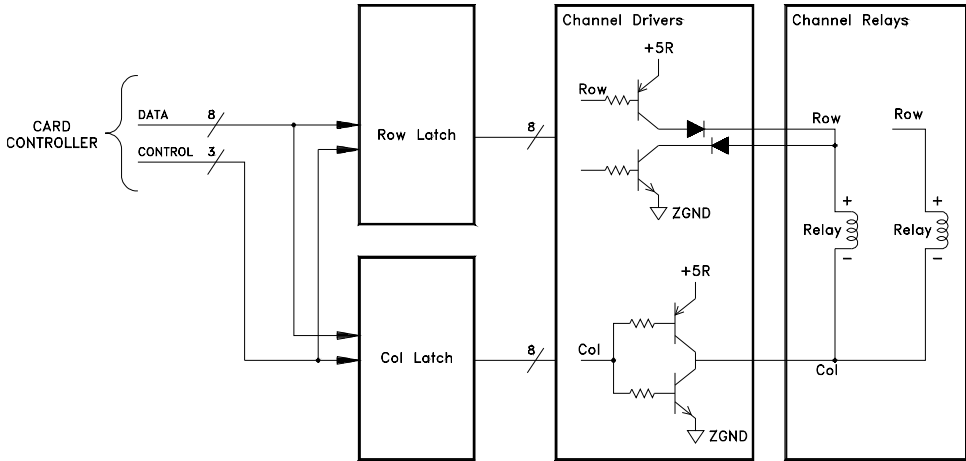 Channel Drivers
Channel Relays
+5R
Row
DATA
8
CARD
CONTROLLER
CONTROL 3
Row Latch
8
Row
Row
ZGND
+
Relay
−
+
Relay
−
+5R
Col Latch
8
Col
Col
ZGND